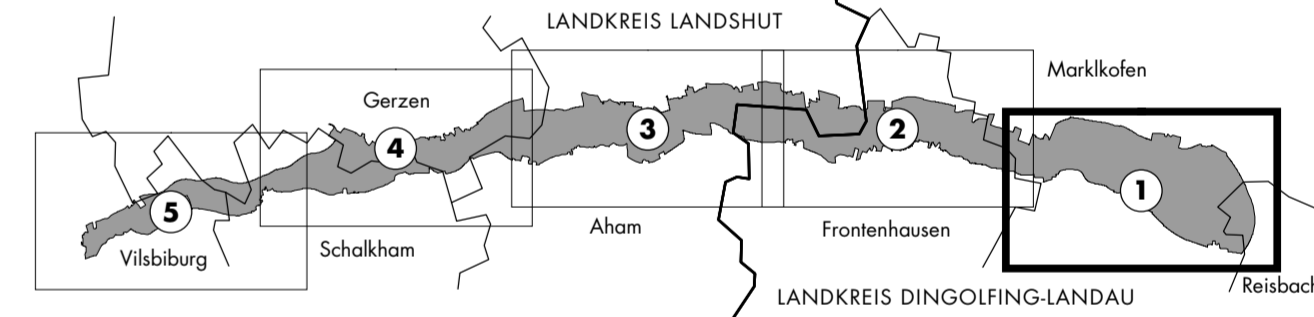 LANDKREIS LANDSHUT
Marklkofen
Gerzen
3
2
4
1
5
Aham
Frontenhausen
Schalkham
Vilsbiburg
Reisbach
LANDKREIS DINGOLFING-LANDAU